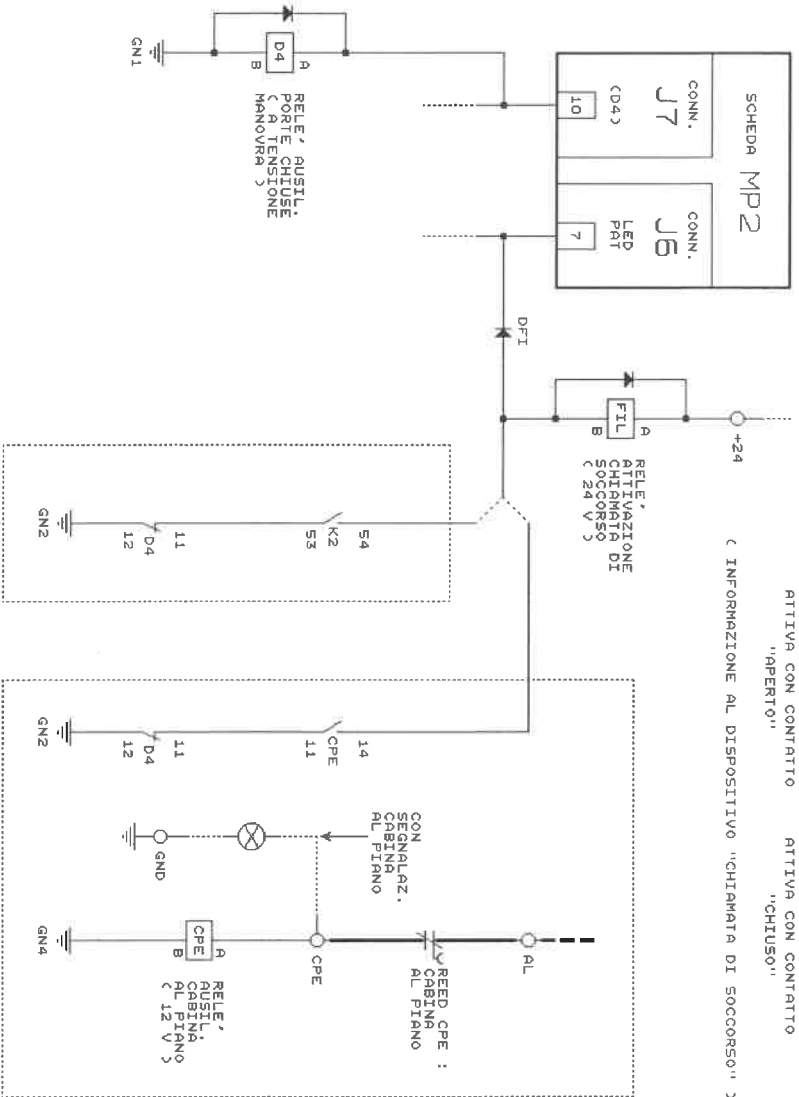 ATTIVA CON CONTATTO
"APERTO"
ATTIVA CON CONTATTO
"CHIUSO"
( INFORMAZIONE AL DISPOSITIVO "CHIAMATA DI SOCCORSO" )
SCHEDA MP2
CONN.
J7
(D4)
10
CONN.
J6
LED
PAT
7
+24
A
FIL
B
RELE'
ATTIVAZIONE
CHIAMATA DI
SOCCORSO
( 24 V )
DFI
A
D4
B
GN1
RELE' AUSIL.
PORTE CHIUSE
( A TENSIONE
MANOVRA )
54
K2
53
11
D4
12
GN2
14
CPE
11
11
D4
12
GN2
CON
SEGNALAZ.
CABINA
AL PIANO
GND
AL
REED CPE :
CABINA
AL PIANO
CPE
A
CPE
B
GN4
RELE'
AUSIL.
CABINA
AL PIANO
( 12 V )